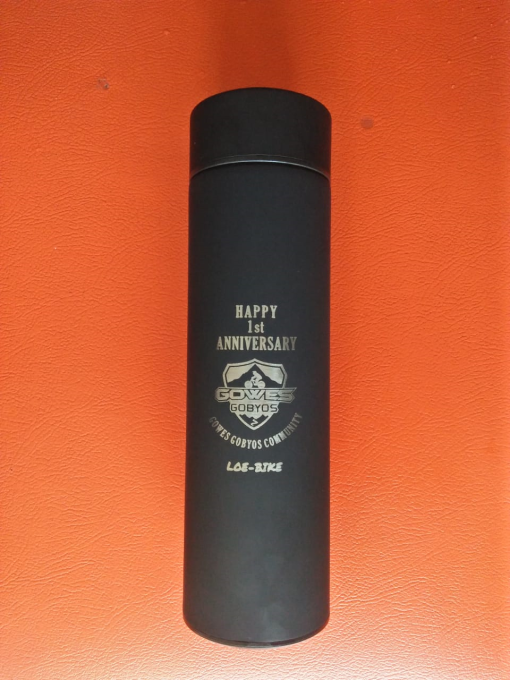 HAPPY
1st
ANNIVERSARY
GOWES
GOBYOS
GOWES GOBYOS COMMUNITY
LOE-BIKE